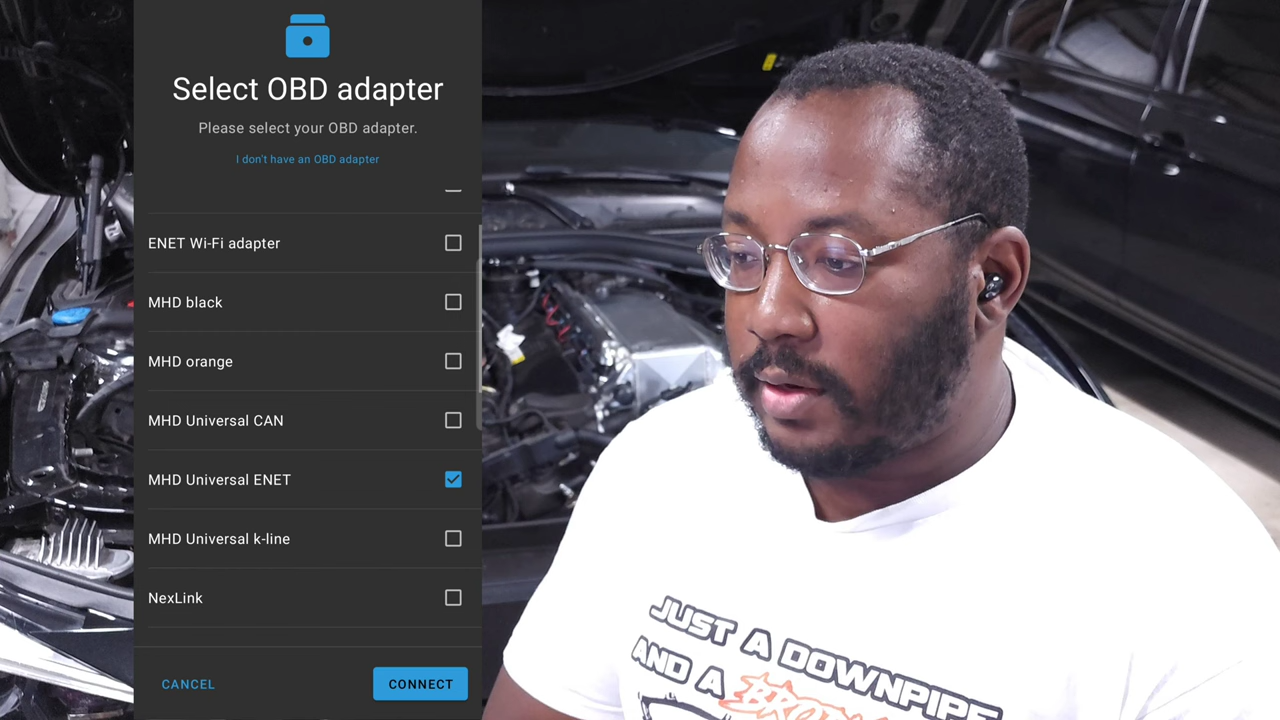 Select OBD adapter
Please select your OBD adapter.
I don't have an OBD adapter
ENET Wi-Fi adapter
MHD black
MHD orange
MHD Universal CAN
MHD Universal ENET
MHD Universal k-line
NexLink
CANCEL
CONNECT
JUST A DOWNPIPE
AND A